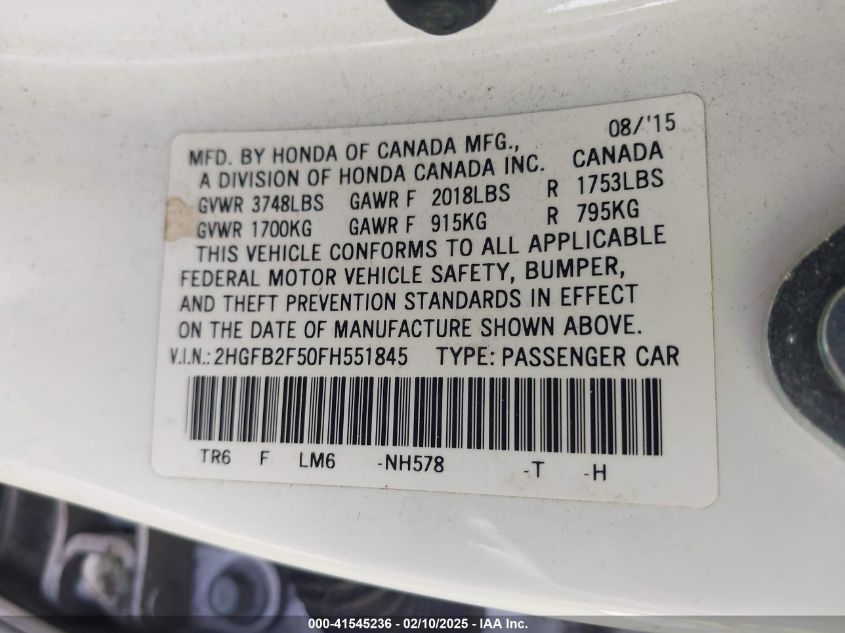 08/'15
MFD. BY HONDA OF CANADA MFG.,
A DIVISION OF HONDA CANADA INC. CANADA
GVWR 3748LBS GAWR F 2018LBS R 1753LBS
GVWR 1700KG GAWR F 915KG R 795KG
THIS VEHICLE CONFORMS TO ALL APPLICABLE
FEDERAL MOTOR VEHICLE SAFETY, BUMPER,
AND THEFT PREVENTION STANDARDS IN EFFECT
ON THE DATE OF MANUFACTURE SHOWN ABOVE.
V.I.N.: 2HGFB2F50FH551845 TYPE: PASSENGER CAR
TR6 F LM6 -NH578 -T -H
000-41545236 - 02/10/2025 - IAA Inc.